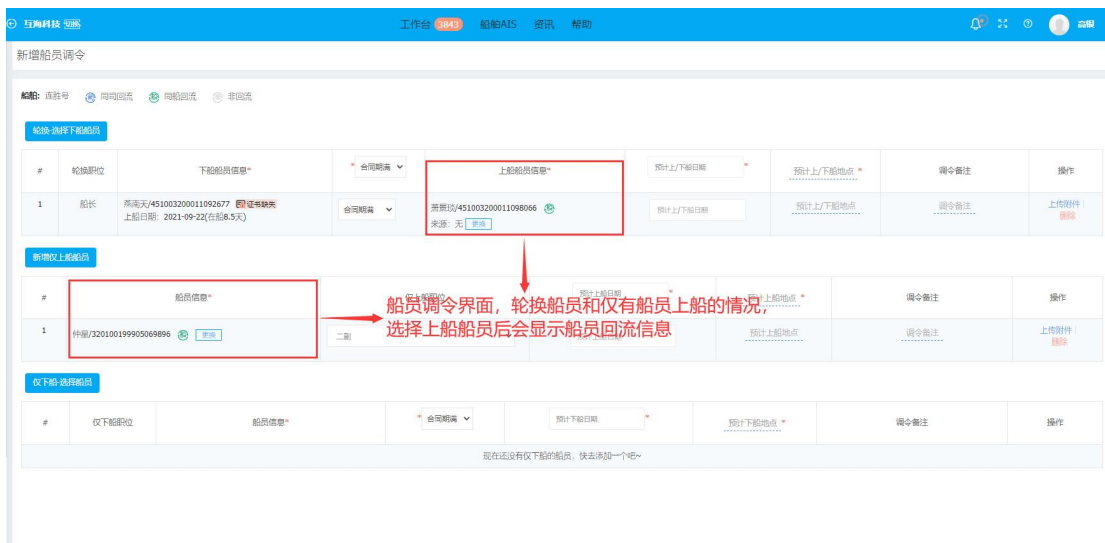 互海科技 工作台 3843 船舶AIS 资讯 帮助
新增船员调令
船舶: 连胜号 同司回流 同船回流 非回流
轮换-选择下船船员
# 轮换职位 下船船员信息* * 合同期满 上船船员信息* 预计上/下船日期 * 预计上/下船地点 * 调令备注 操作
1 船长 燕南天/451003200011092677 证书缺失 合同期满 萧景琰/451003200011098066 预计上/下船日期 预计上/下船地点 调令备注 上传附件
上船日期: 2021-09-22(在船8.5天) 来源: 无 更换 删除
新增仅上船船员
# 船员信息* 仅上船职位 预计上船日期 * 预计上船地点 * 调令备注 操作
船员调令界面，轮换船员和仅有船员上船的情况，
选择上船船员后会显示船员回流信息
1 仲量/320100199905069896 更换 二副 预计上船日期 预计上船地点 调令备注 上传附件
删除
仅下船-选择船员
# 仅下船职位 船员信息* * 合同期满 预计下船日期 * 预计下船地点 * 调令备注 操作
现在还没有仅下船的船员，快去添加一个吧~